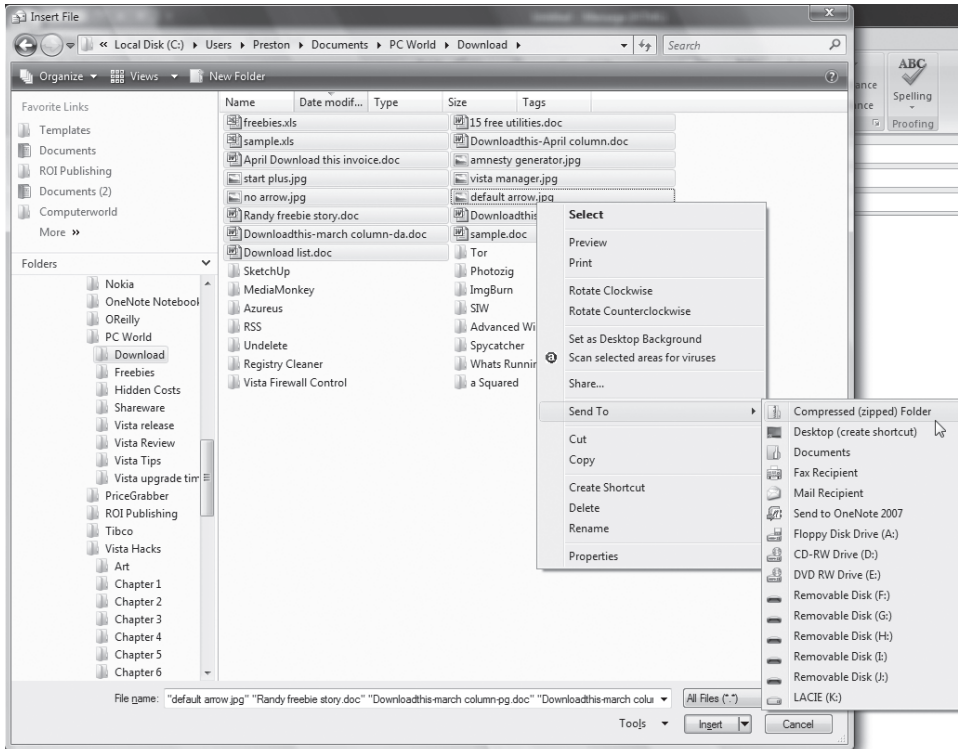 Insert File
« Local Disk (C:) ▸ Users ▸ Preston ▸ Documents ▸ PC World ▸ Download ▸
Search
Organize Views New Folder
Favorite Links
Templates
Documents
ROI Publishing
Documents (2)
Computerworld
More »
Folders
Nokia
OneNote Notebook
OReilly
PC World
Download
Freebies
Hidden Costs
Shareware
Vista release
Vista Review
Vista Tips
Vista upgrade tim
PriceGrabber
ROI Publishing
Tibco
Vista Hacks
Art
Chapter 1
Chapter 2
Chapter 3
Chapter 4
Chapter 5
Chapter 6
Name Date modif... Type Size Tags
freebies.xls
sample.xls
April Download this invoice.doc
start plus.jpg
no arrow.jpg
Randy freebie story.doc
Downloadthis-march column-da.doc
Download list.doc
SketchUp
MediaMonkey
Azureus
RSS
Undelete
Registry Cleaner
Vista Firewall Control
15 free utilities.doc
Downloadthis-April column.doc
amnesty generator.jpg
vista manager.jpg
default arrow.jpg
Downloadthis
sample.doc
Tor
Photozig
ImgBurn
SIW
Advanced Wi
Spycatcher
Whats Runnin
a Squared
Select
Preview
Print
Rotate Clockwise
Rotate Counterclockwise
Set as Desktop Background
Scan selected areas for viruses
Share...
Send To
Cut
Copy
Create Shortcut
Delete
Rename
Properties
Compressed (zipped) Folder
Desktop (create shortcut)
Documents
Fax Recipient
Mail Recipient
Send to OneNote 2007
Floppy Disk Drive (A:)
CD-RW Drive (D:)
DVD RW Drive (E:)
Removable Disk (F:)
Removable Disk (G:)
Removable Disk (H:)
Removable Disk (I:)
Removable Disk (J:)
LACIE (K:)
File name: "default arrow.jpg" "Randy freebie story.doc" "Downloadthis-march column-pg.doc" "Downloadthis-march colui
All Files (*.*)
Tools Insert Cancel
ance
nce
ABC
Spelling
Proofing